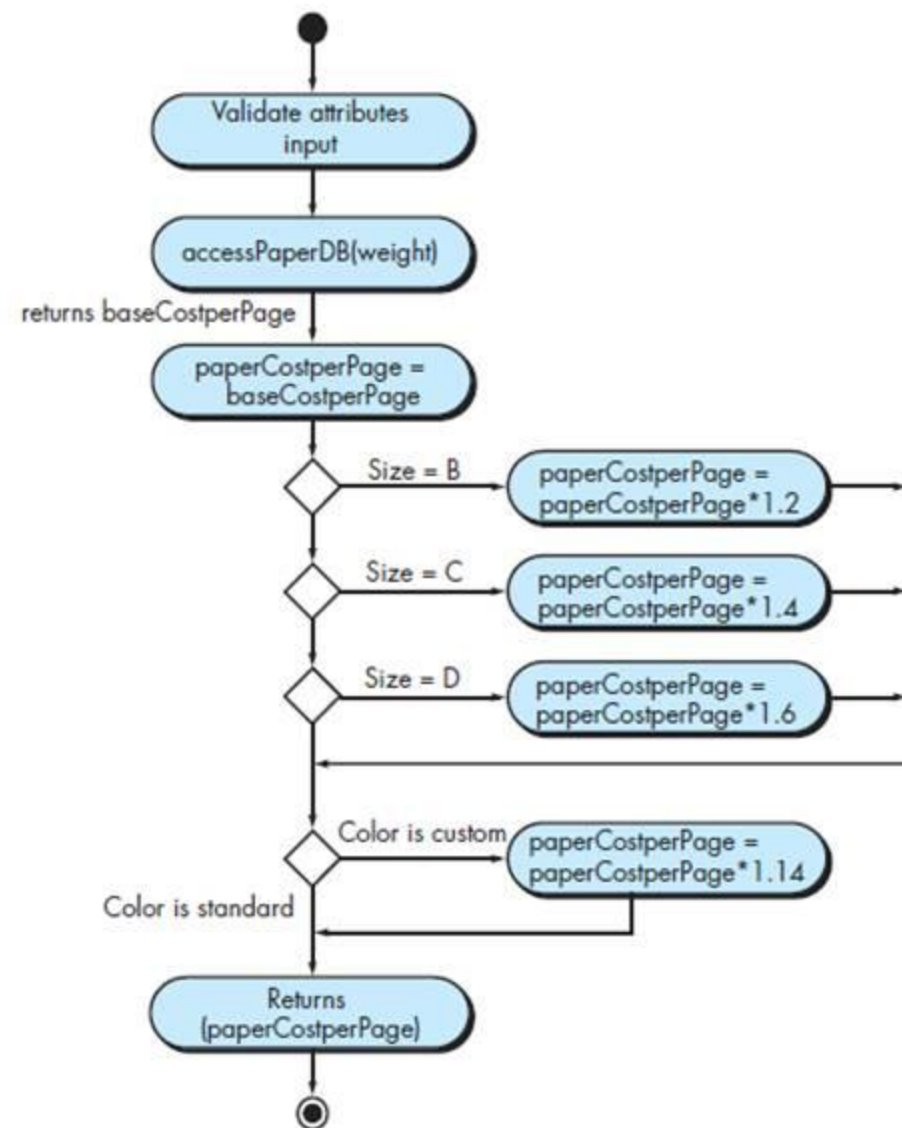 Validate attributes
input
accessPaperDB(weight)
returns baseCostperPage
paperCostperPage =
baseCostperPage
Size = B
paperCostperPage =
paperCostperPage*1.2
Size = C
paperCostperPage =
paperCostperPage*1.4
Size = D
paperCostperPage =
paperCostperPage*1.6
Color is custom
paperCostperPage =
paperCostperPage*1.14
Color is standard
Returns
(paperCostperPage)